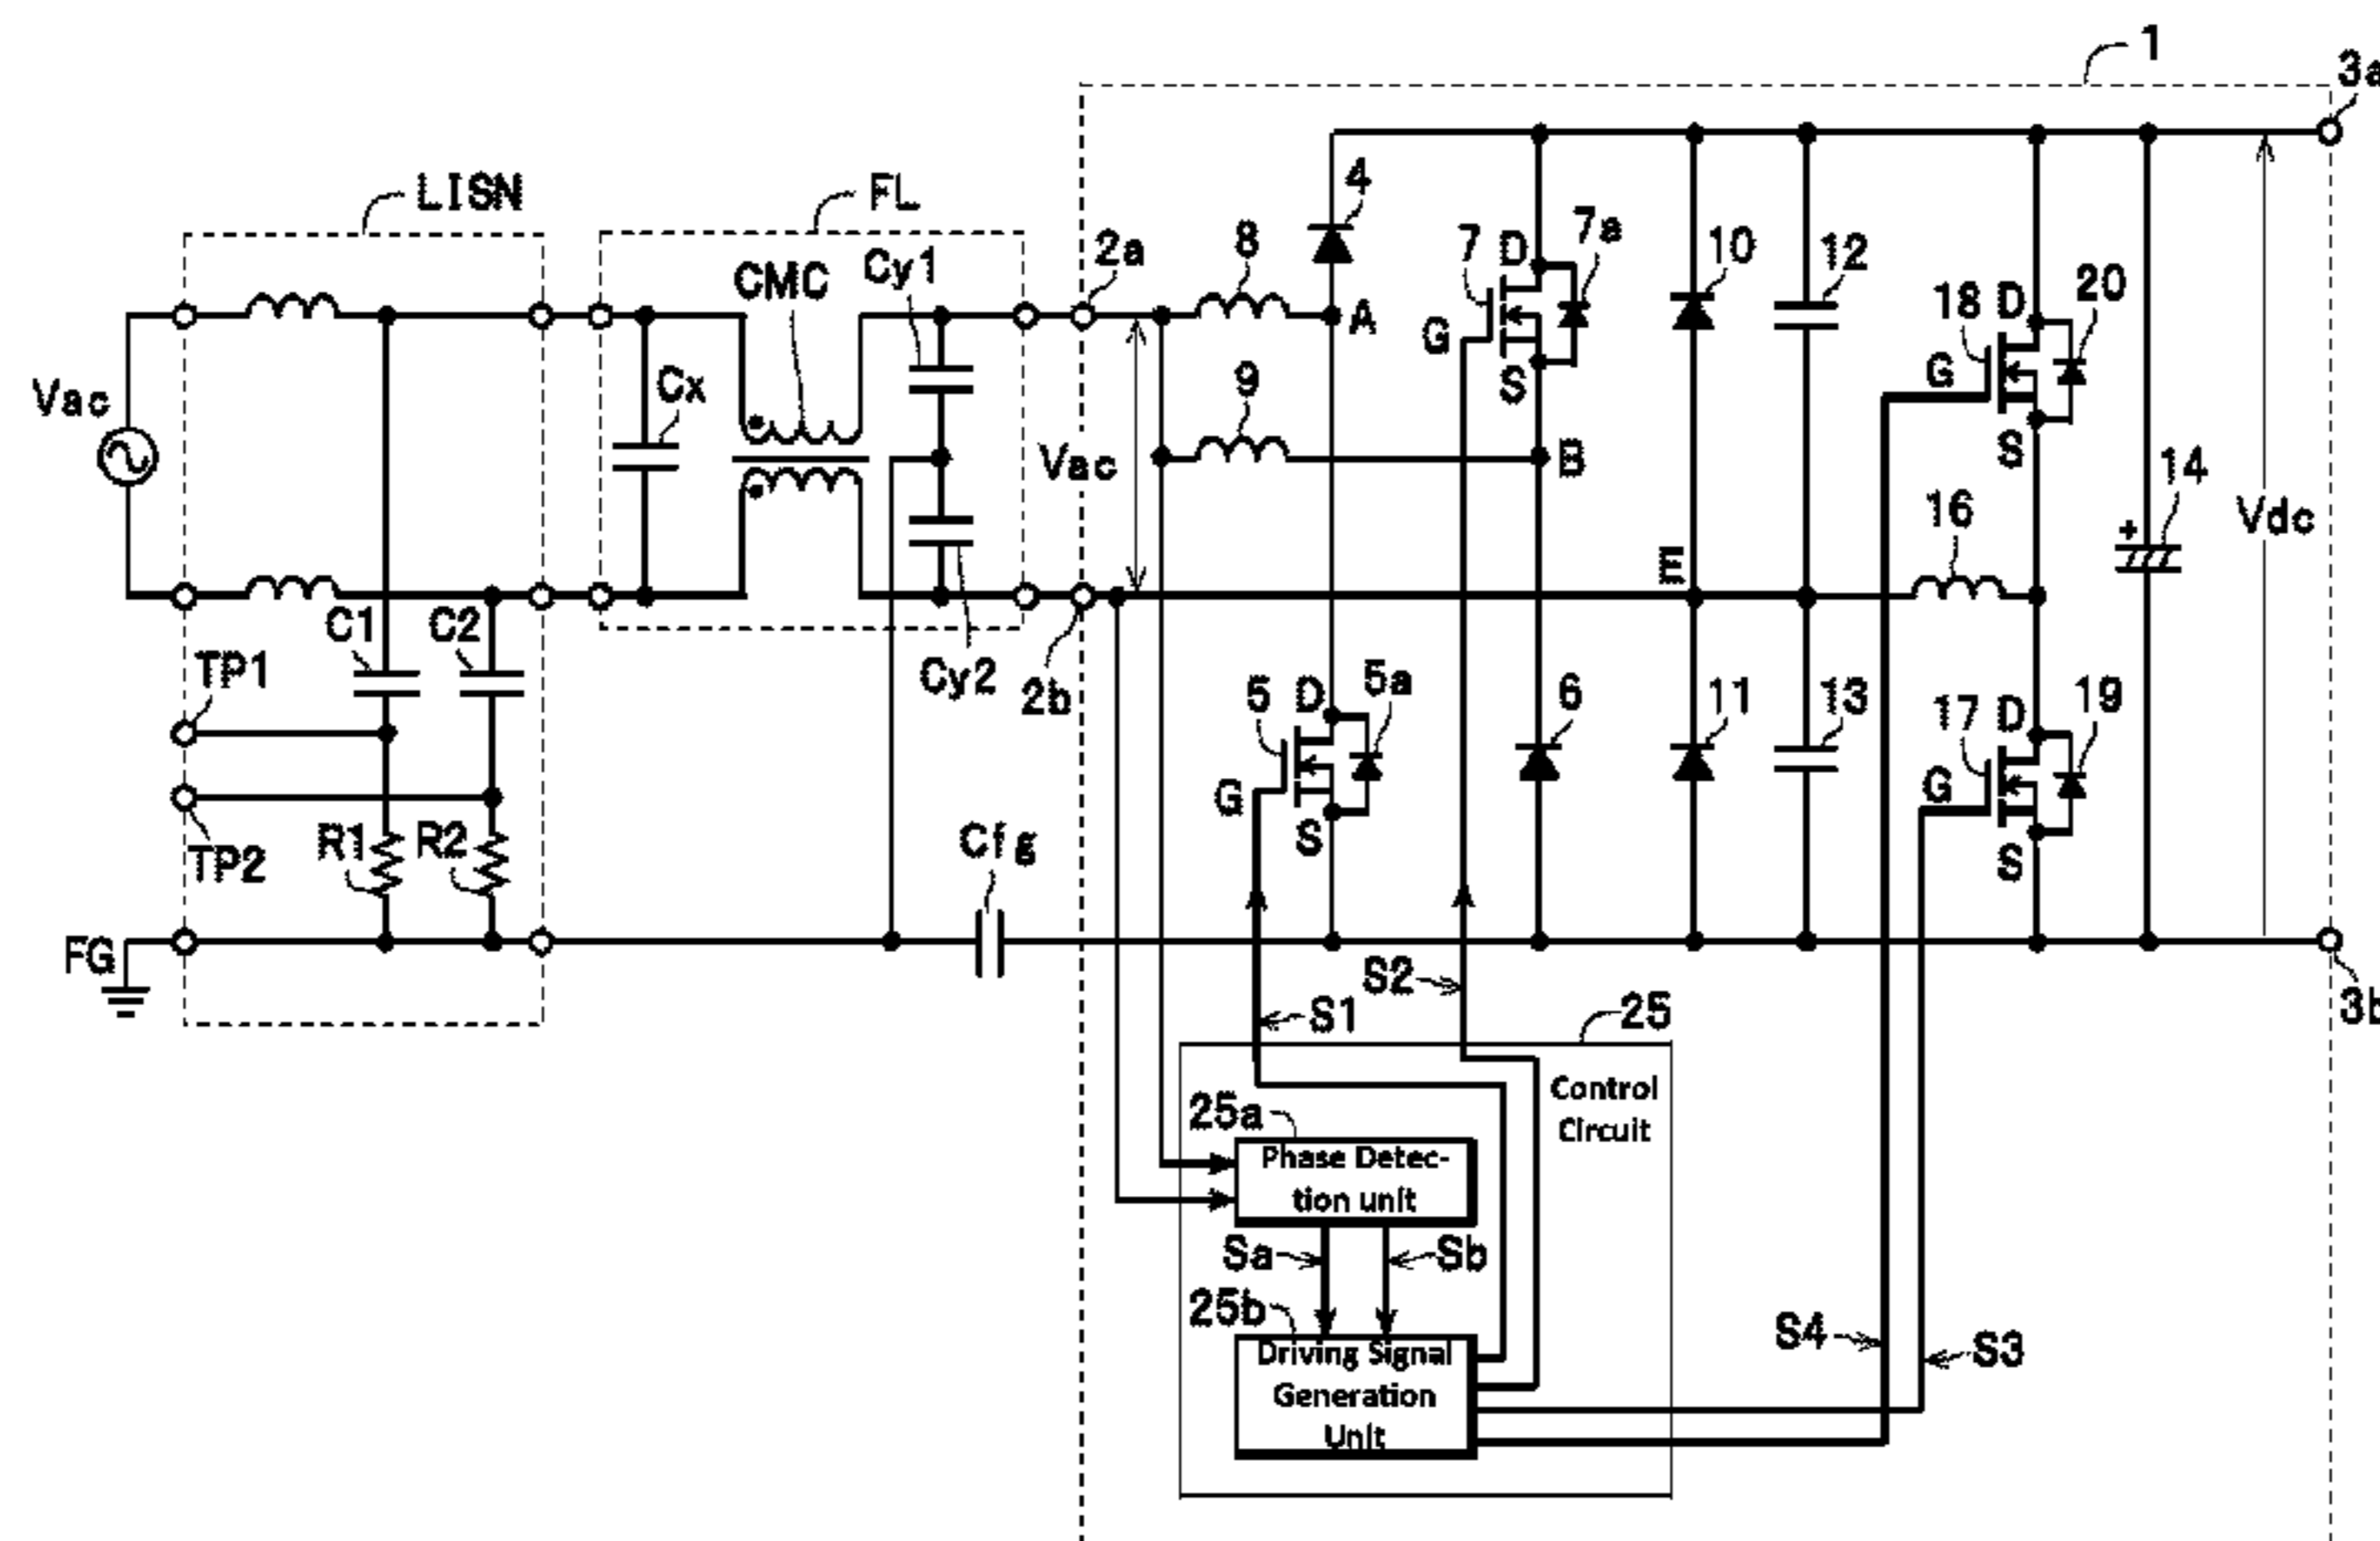 1
3a
LISN
FL
4
2a
8
7 D
7a
10
12
18 D
20
CMC
Cy1
A
G
S
G
S
Vac
Cx
9
Vac
B
14
16
Vdc
+
E
C1
C2
TP1
Cy2
2b
5 D
5a
6
11
13
17 D
19
G
S
G
S
TP2
R1
R2
Cfg
FG
S2
S1
25
3b
Control
Circuit
25a
Phase Detec-
tion unit
Sa
Sb
25b
Driving Signal
Generation
Unit
S4
S3